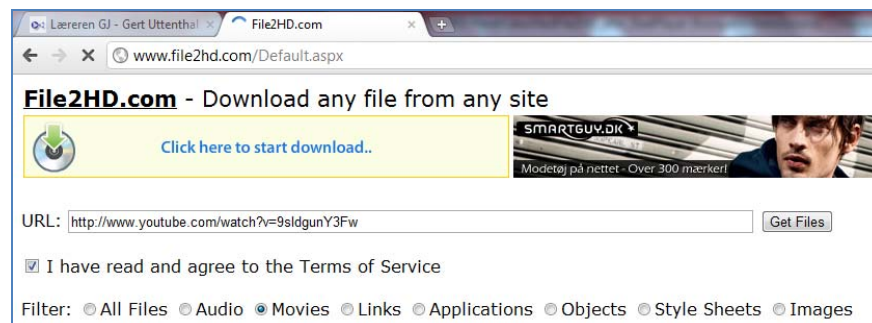 Læreren GJ - Gert Uttenthal
File2HD.com
www.file2hd.com/Default.aspx
File2HD.com - Download any file from any site
Click here to start download..
SMARTGUY.DK
Modetøj på nettet - Over 300 mærker!
URL: http://www.youtube.com/watch?v=9sldgunY3Fw Get Files
I have read and agree to the Terms of Service
Filter: All Files Audio Movies Links Applications Objects Style Sheets Images